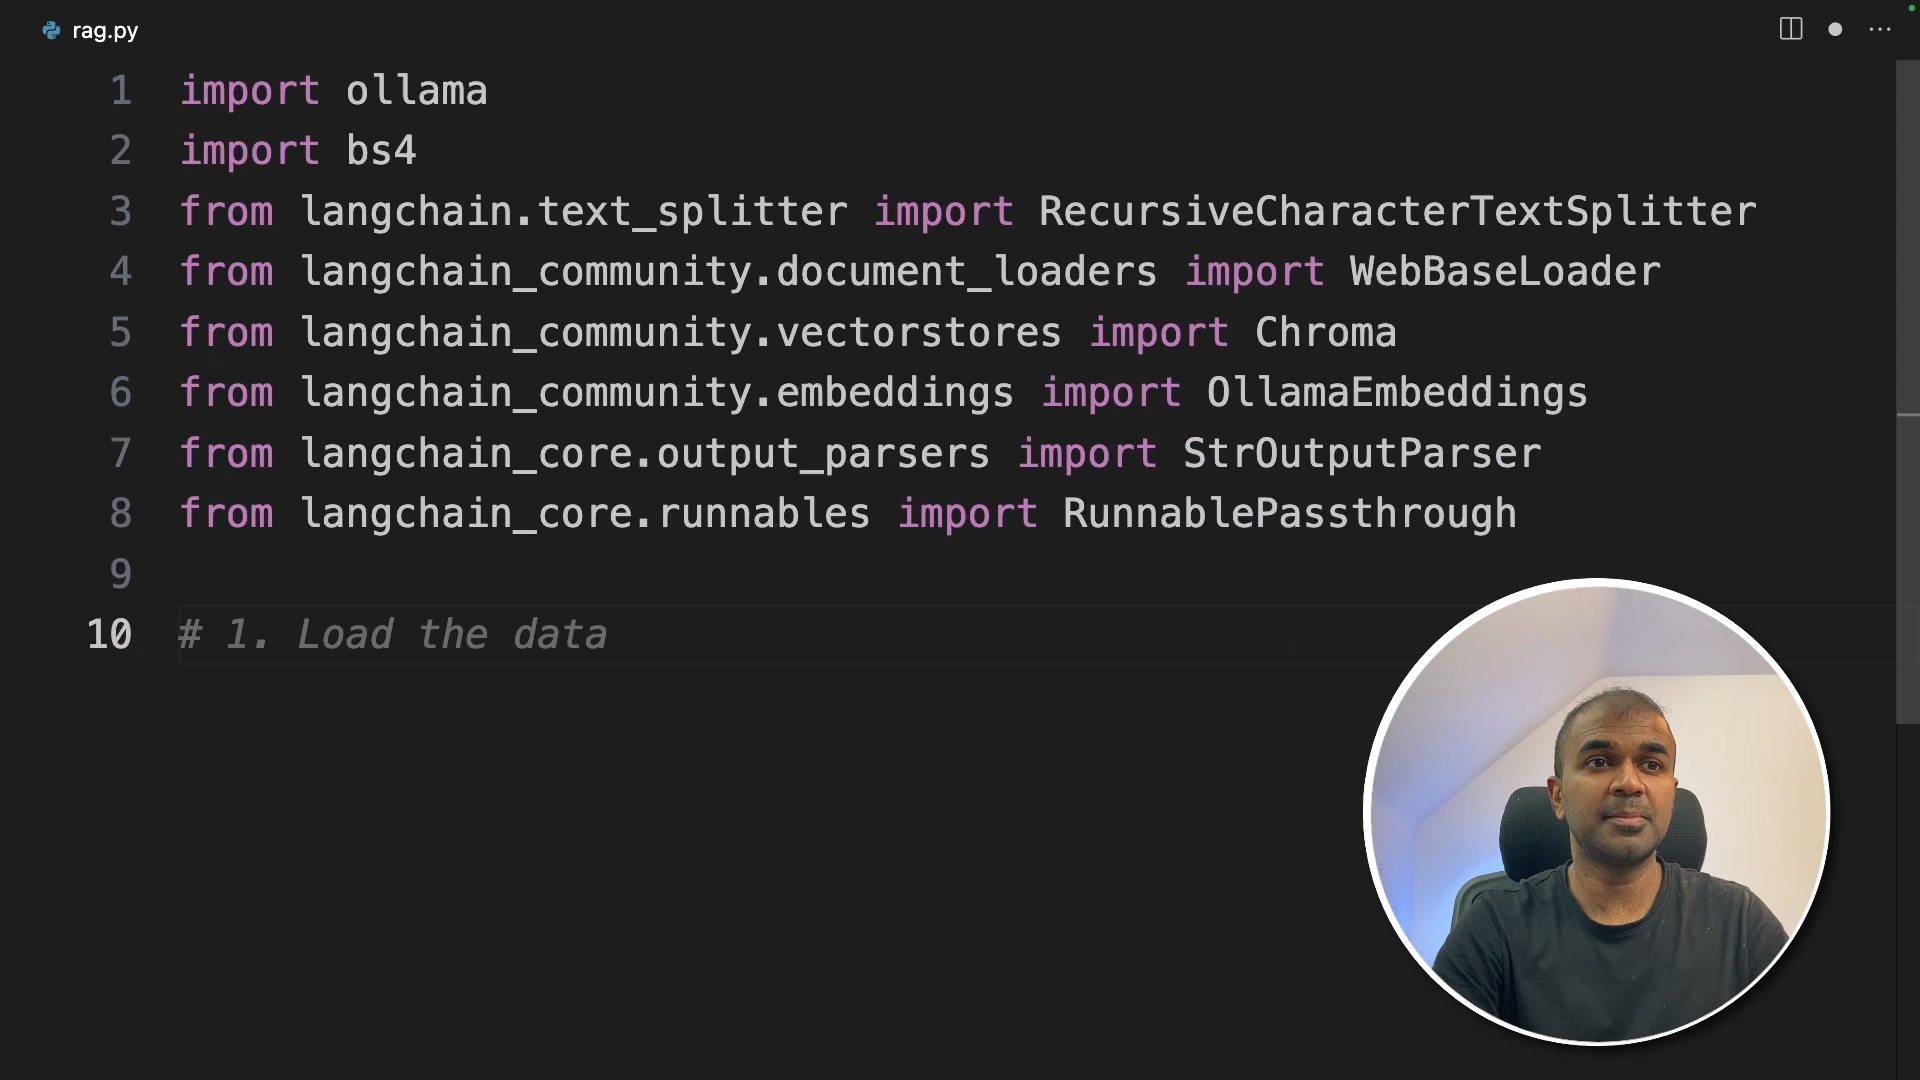 rag.py
1 import ollama
2 import bs4
3 from langchain.text_splitter import RecursiveCharacterTextSplitter
4 from langchain_community.document_loaders import WebBaseLoader
5 from langchain_community.vectorstores import Chroma
6 from langchain_community.embeddings import OllamaEmbeddings
7 from langchain_core.output_parsers import StrOutputParser
8 from langchain_core.runnables import RunnablePassthrough
9
10 # 1. Load the data